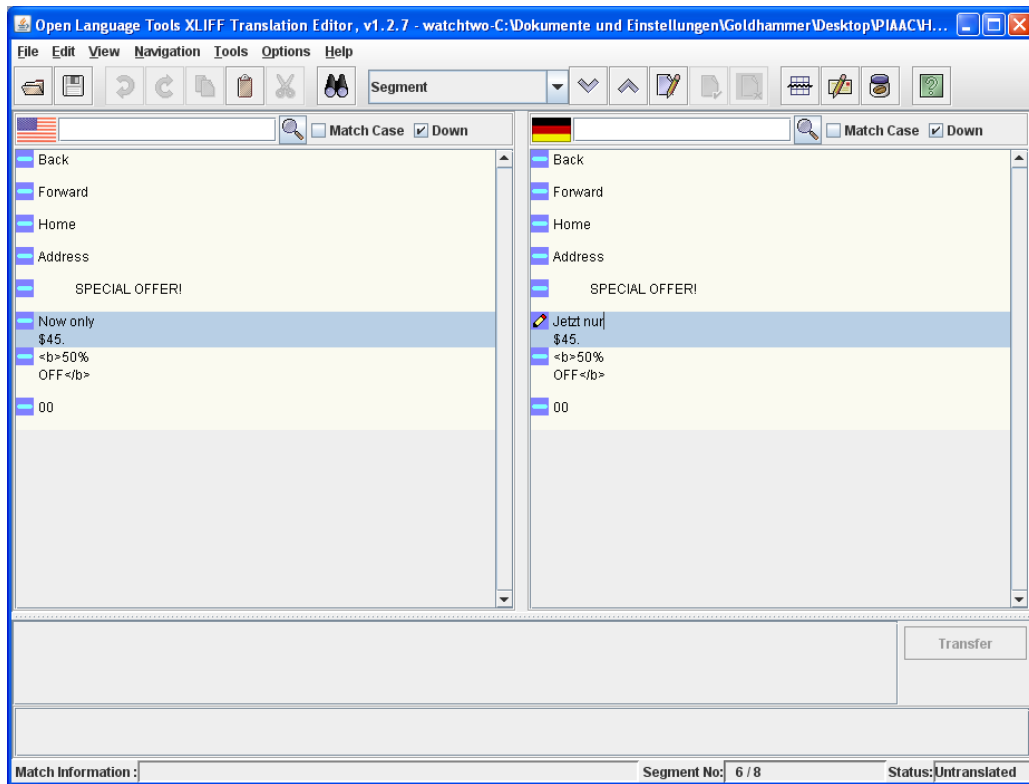 Open Language Tools XLIFF Translation Editor, v1.2.7 - watchtwo-C:\Dokumente und Einstellungen\Goldhammer\Desktop\PIAAC\H...
File Edit View Navigation Tools Options Help
Segment
Match Case Down
Match Case Down
Back
Forward
Home
Address
SPECIAL OFFER!
Now only
$45.
<b>50%
OFF</b>
00
Back
Forward
Home
Address
SPECIAL OFFER!
Jetzt nur
$45.
<b>50%
OFF</b>
00
Transfer
Match Information :
Segment No: 6 / 8
Status:Untranslated